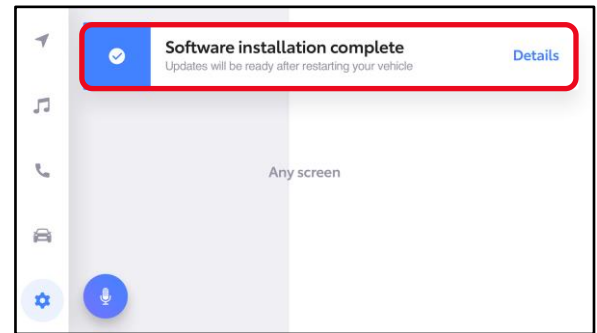 Software installation complete
Updates will be ready after restarting your vehicle
Details
Any screen